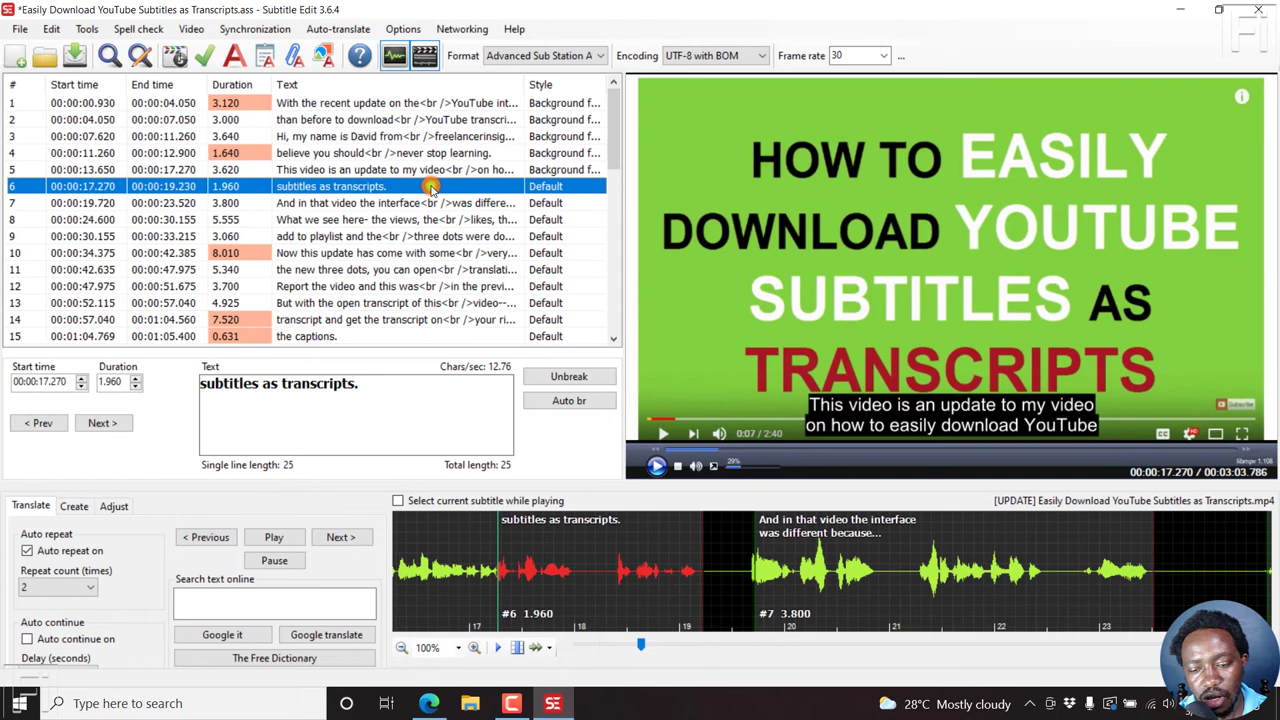 *Easily Download YouTube Subtitles as Transcripts.ass - Subtitle Edit 3.6.4
File Edit Tools Spell check Video Synchronization Auto-translate Options Networking Help
Format Advanced Sub Station A... Encoding UTF-8 with BOM Frame rate 30 ...
# Start time End time Duration Text Style
1 00:00:00.930 00:00:04.050 3.120 With the recent update on the<br />YouTube int... Background f...
2 00:00:04.050 00:00:07.050 3.000 than before to download<br />YouTube transcri... Background f...
3 00:00:07.620 00:00:11.260 3.640 Hi, my name is David from<br />freelancerinsig... Background f...
4 00:00:11.260 00:00:12.900 1.640 believe you should<br />never stop learning. Background f...
5 00:00:13.650 00:00:17.270 3.620 This video is an update to my video<br />on ho... Background f...
6 00:00:17.270 00:00:19.230 1.960 subtitles as transcripts. Default
7 00:00:19.720 00:00:23.520 3.800 And in that video the interface<br />was differe... Default
8 00:00:24.600 00:00:30.155 5.555 What we see here- the views, the<br />likes, th... Default
9 00:00:30.155 00:00:33.215 3.060 add to playlist and the<br />three dots were do... Default
10 00:00:34.375 00:00:42.385 8.010 Now this update has come with some<br />very... Default
11 00:00:42.635 00:00:47.975 5.340 the new three dots, you can open<br />translati... Default
12 00:00:47.975 00:00:51.675 3.700 Report the video and this was<br />in the previ... Default
13 00:00:52.115 00:00:57.040 4.925 But with the open transcript of this<br />video--... Default
14 00:00:57.040 00:01:04.560 7.520 transcript and get the transcript on<br />your ri... Default
15 00:01:04.769 00:01:05.400 0.631 the captions. Default
HOW TO EASILY
DOWNLOAD YOUTUBE
SUBTITLES AS
TRANSCRIPTS
This video is an update to my video
on how to easily download YouTube
Subscribe
0:07 / 2:40
CC HD
29%
libmpv 1.108
00:00:17.270 / 00:03:03.786
Start time Duration Text Chars/sec: 12.76
00:00:17.270 1.960
subtitles as transcripts.
Unbreak
Auto br
< Prev Next >
Single line length: 25 Total length: 25
Translate Create Adjust
Auto repeat
Auto repeat on
Repeat count (times)
2
Auto continue
Auto continue on
Delay (seconds)
< Previous Play Next >
Pause
Search text online
Google it Google translate
The Free Dictionary
Select current subtitle while playing [UPDATE] Easily Download YouTube Subtitles as Transcripts.mp4
subtitles as transcripts.
And in that video the interface
was different because...
#6 1.960 #7 3.800
17 18 19 20 21 22 23
100%
Type here to search
SE
28°C Mostly cloudy